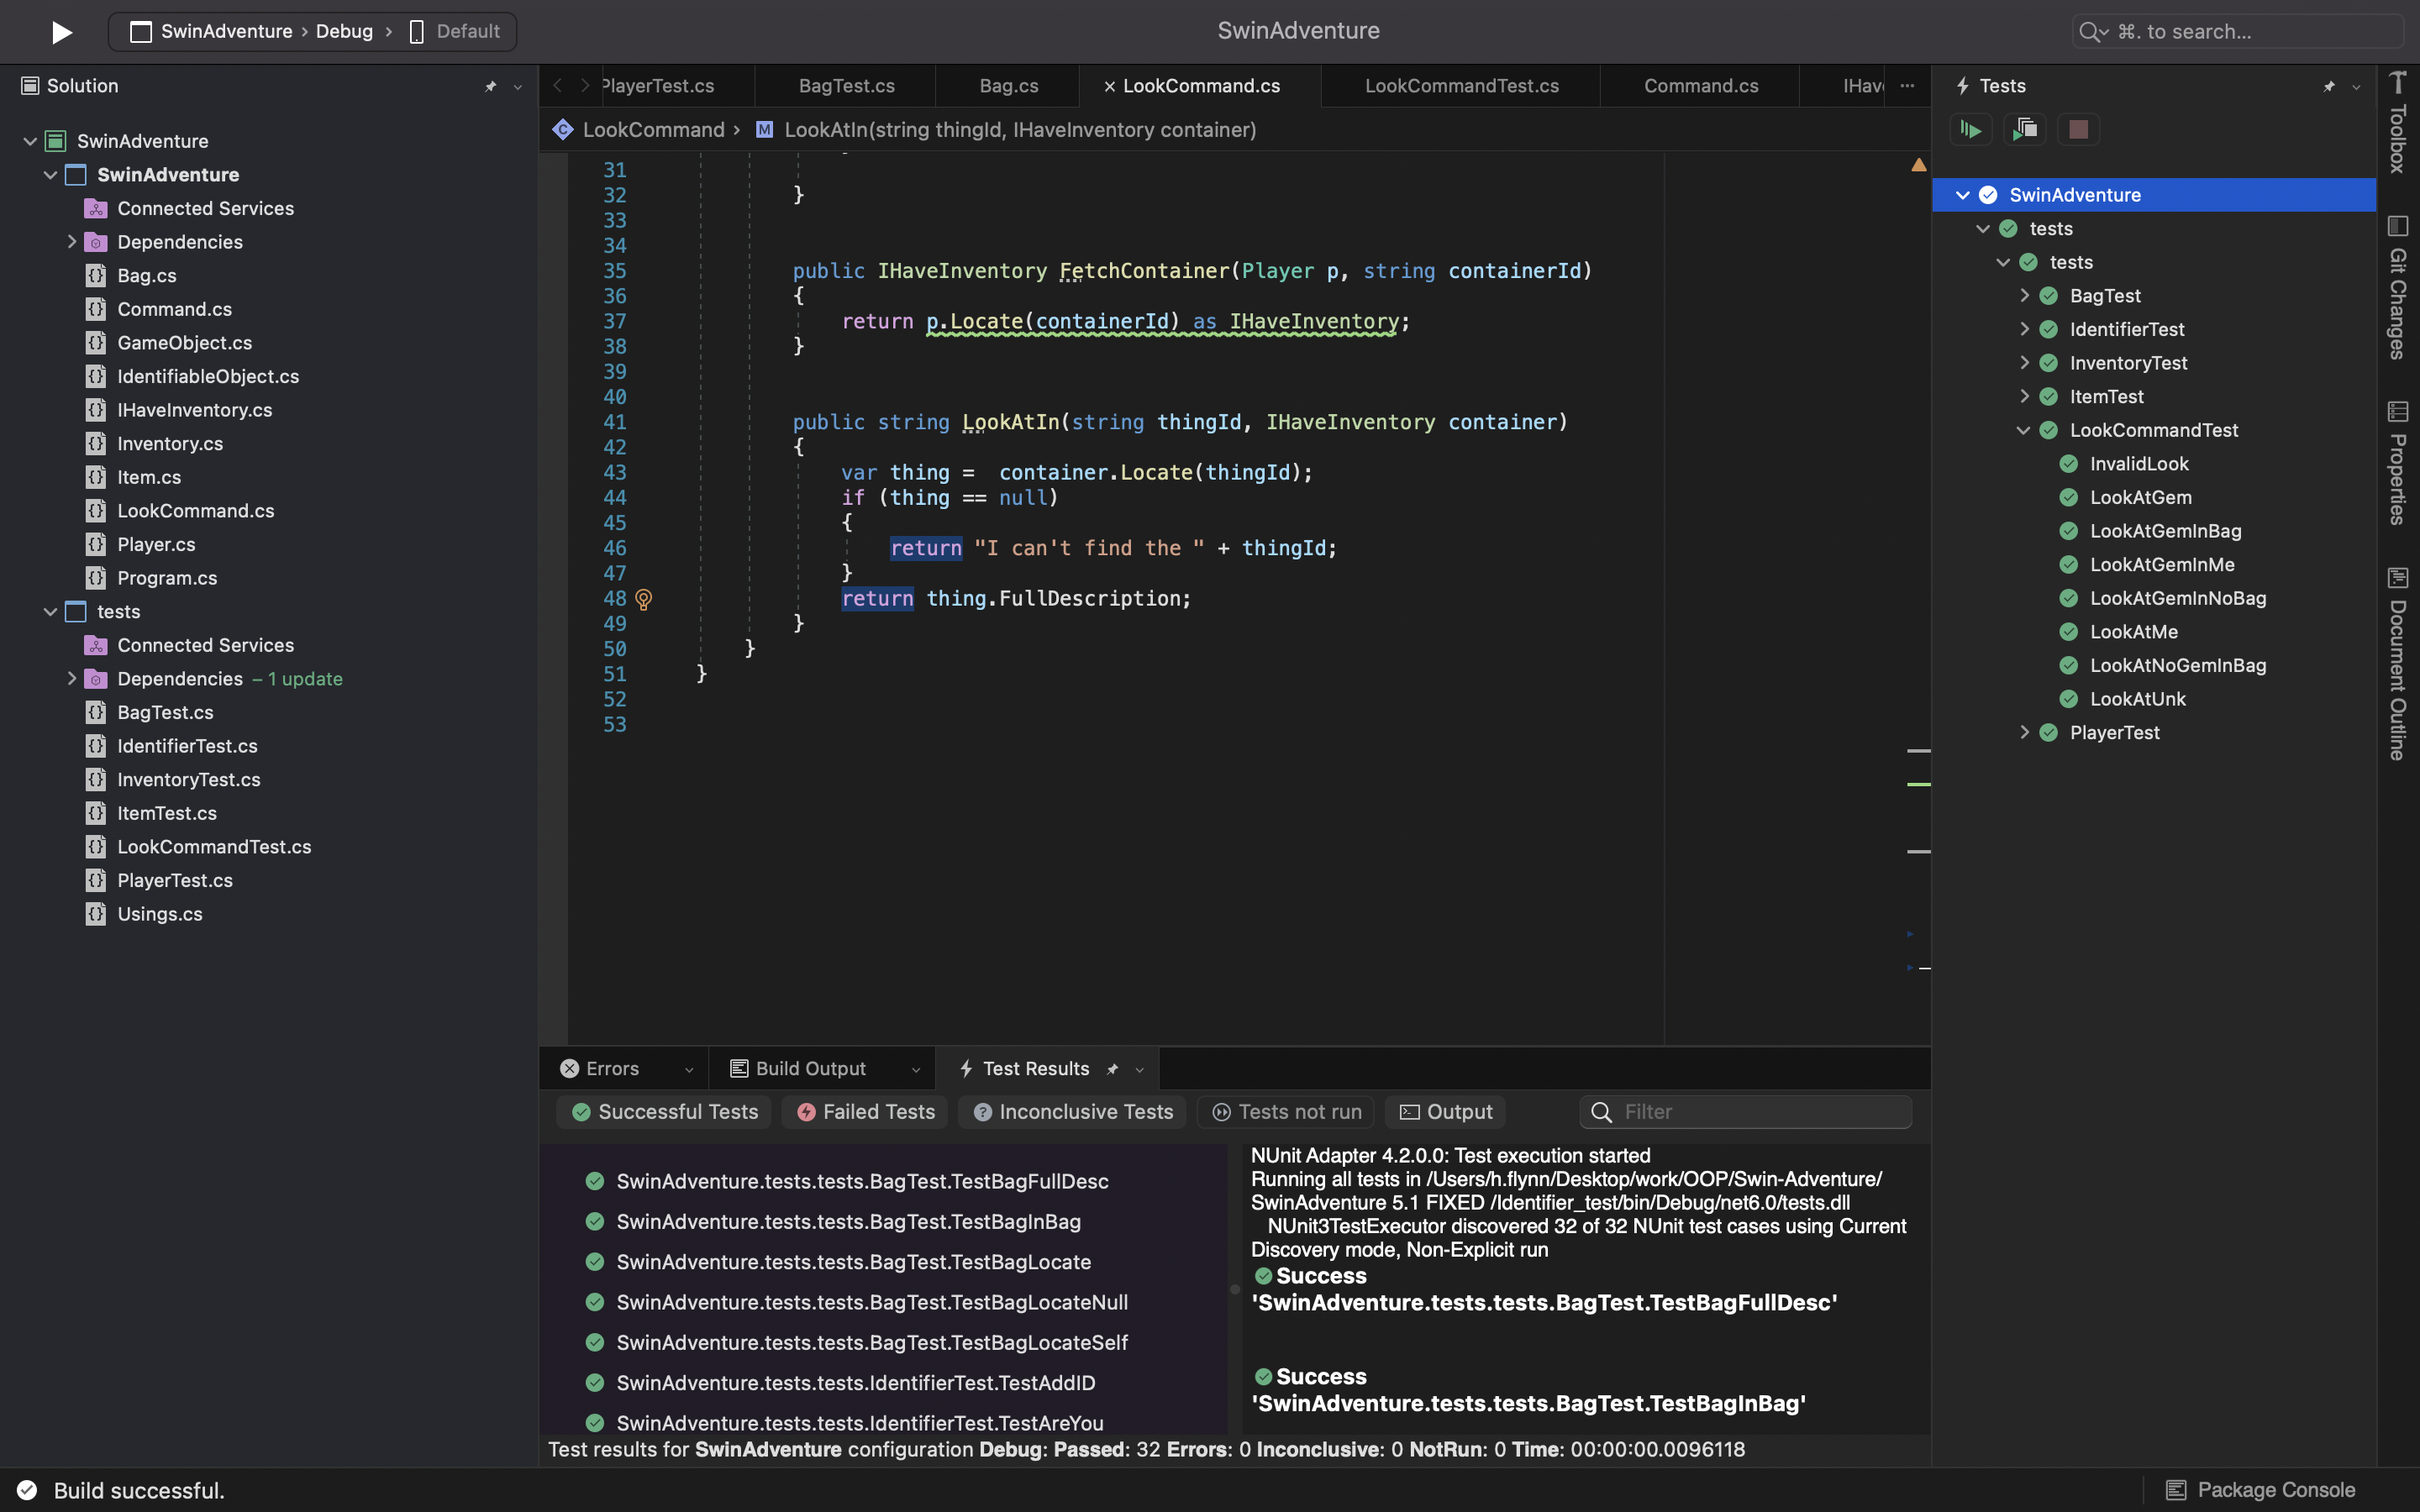 SwinAdventure › Debug › Default
SwinAdventure
⌘. to search...
Solution
SwinAdventure
SwinAdventure
Connected Services
Dependencies
Bag.cs
Command.cs
GameObject.cs
IdentifiableObject.cs
IHaveInventory.cs
Inventory.cs
Item.cs
LookCommand.cs
Player.cs
Program.cs
tests
Connected Services
Dependencies – 1 update
BagTest.cs
IdentifierTest.cs
InventoryTest.cs
ItemTest.cs
LookCommandTest.cs
PlayerTest.cs
Usings.cs
PlayerTest.cs
BagTest.cs
Bag.cs
× LookCommand.cs
LookCommandTest.cs
Command.cs
IHav
LookCommand › M LookAtIn(string thingId, IHaveInventory container)
31
32 }
33
34
35 public IHaveInventory FetchContainer(Player p, string containerId)
36 {
37 return p.Locate(containerId) as IHaveInventory;
38 }
39
40
41 public string LookAtIn(string thingId, IHaveInventory container)
42 {
43 var thing =  container.Locate(thingId);
44 if (thing == null)
45 {
46 return "I can't find the " + thingId;
47 }
48 return thing.FullDescription;
49 }
50 }
51 }
52
53
Errors
Build Output
Test Results
Successful Tests
Failed Tests
Inconclusive Tests
Tests not run
Output
Filter
SwinAdventure.tests.tests.BagTest.TestBagFullDesc
SwinAdventure.tests.tests.BagTest.TestBagInBag
SwinAdventure.tests.tests.BagTest.TestBagLocate
SwinAdventure.tests.tests.BagTest.TestBagLocateNull
SwinAdventure.tests.tests.BagTest.TestBagLocateSelf
SwinAdventure.tests.tests.IdentifierTest.TestAddID
SwinAdventure.tests.tests.IdentifierTest.TestAreYou
NUnit Adapter 4.2.0.0: Test execution started
Running all tests in /Users/h.flynn/Desktop/work/OOP/Swin-Adventure/
SwinAdventure 5.1 FIXED /Identifier_test/bin/Debug/net6.0/tests.dll
NUnit3TestExecutor discovered 32 of 32 NUnit test cases using Current
Discovery mode, Non-Explicit run
Success
'SwinAdventure.tests.tests.BagTest.TestBagFullDesc'
Success
'SwinAdventure.tests.tests.BagTest.TestBagInBag'
Test results for SwinAdventure configuration Debug: Passed: 32 Errors: 0 Inconclusive: 0 NotRun: 0 Time: 00:00:00.0096118
Tests
SwinAdventure
tests
tests
BagTest
IdentifierTest
InventoryTest
ItemTest
LookCommandTest
InvalidLook
LookAtGem
LookAtGemInBag
LookAtGemInMe
LookAtGemInNoBag
LookAtMe
LookAtNoGemInBag
LookAtUnk
PlayerTest
Toolbox
Git Changes
Properties
Document Outline
Build successful.
Package Console